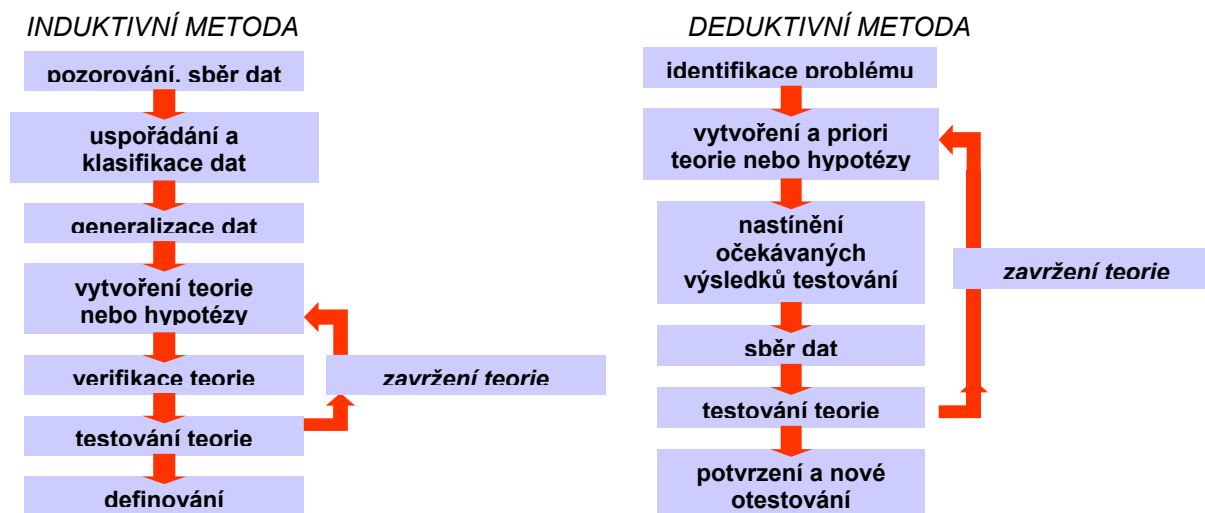 INDUKTIVNÍ METODA
pozorování, sběr dat
uspořádání a
klasifikace dat
generalizace dat
vytvoření teorie
nebo hypotézy
verifikace teorie
závržení teorie
testování teorie
definování
DEDUKTIVNÍ METODA
identifikace problému
vytvoření a priori
teorie nebo hypotézy
nastínění
očekávaných
výsledků testování
zavržení teorie
sběr dat
testování teorie
potvrzení a nové
otestování